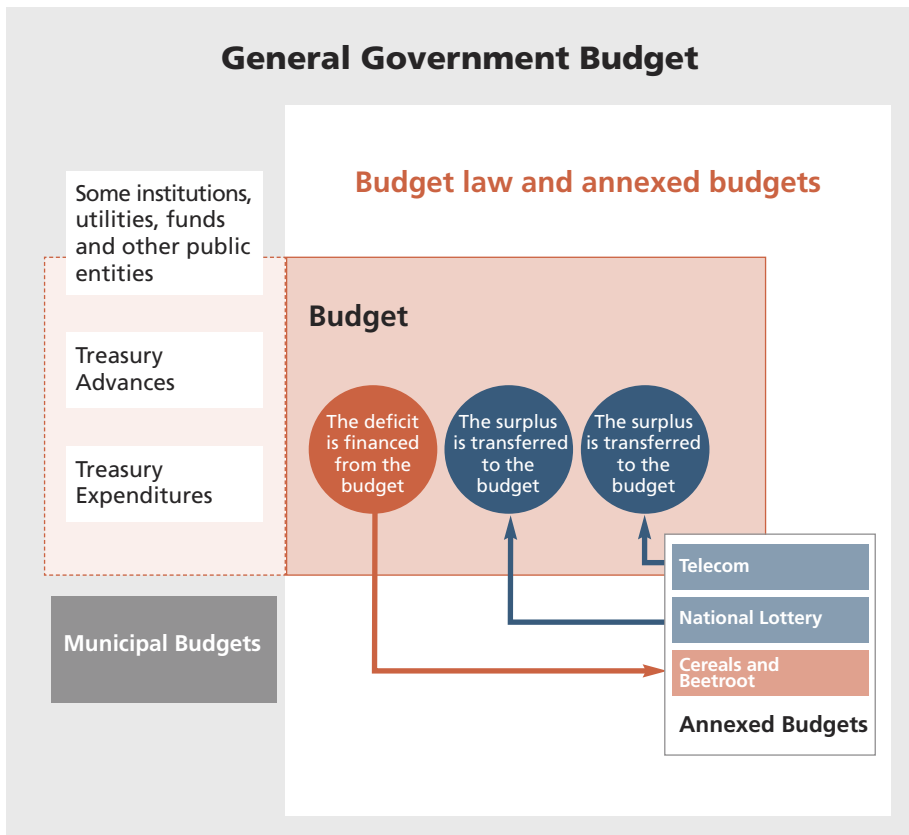 General Government Budget
Budget law and annexed budgets
Some institutions,
utilities, funds
and other public
entities
Treasury
Advances
Treasury
Expenditures
Municipal Budgets
Budget
The deficit
is financed
from the
budget
The surplus
is transferred
to the
budget
The surplus
is transferred
to the
budget
Telecom
National Lottery
Cereals and
Beetroot
Annexed Budgets